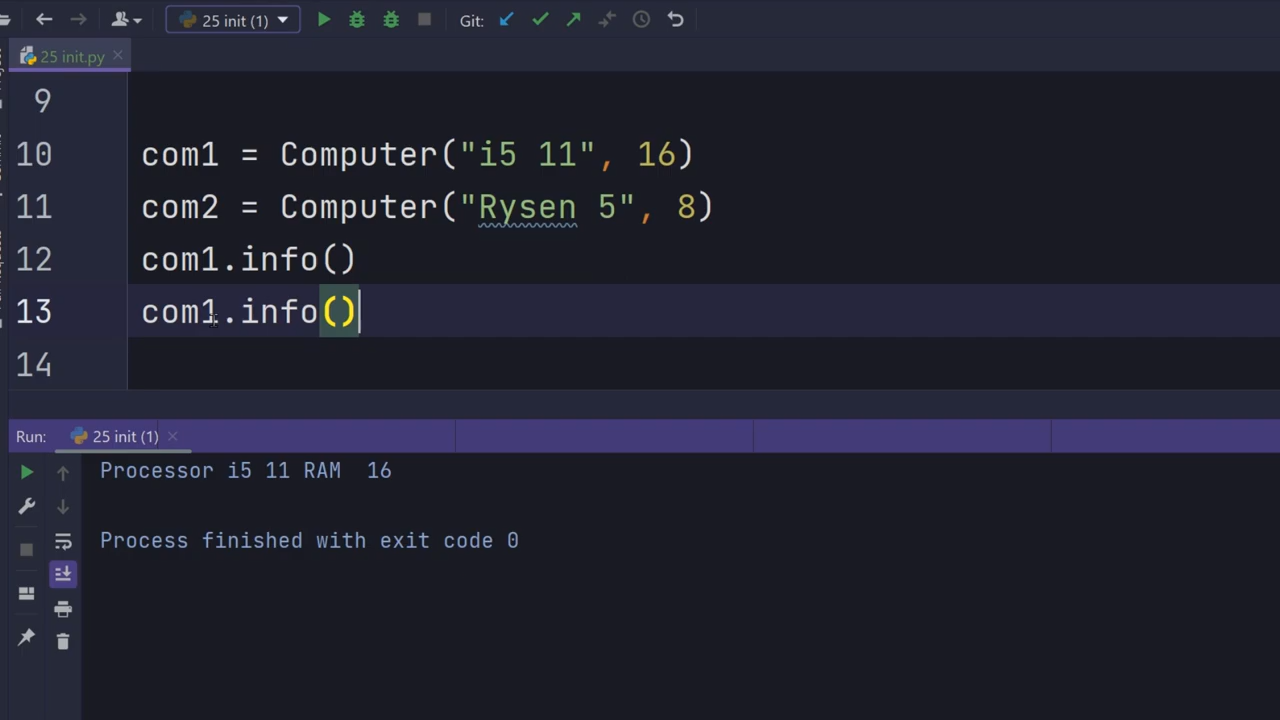 25 init (1)
Git:
25 init.py
9
10 com1 = Computer("i5 11", 16)
11 com2 = Computer("Rysen 5", 8)
12 com1.info()
13 com1.info()
14
Run:
25 init (1)
Processor i5 11 RAM  16
Process finished with exit code 0